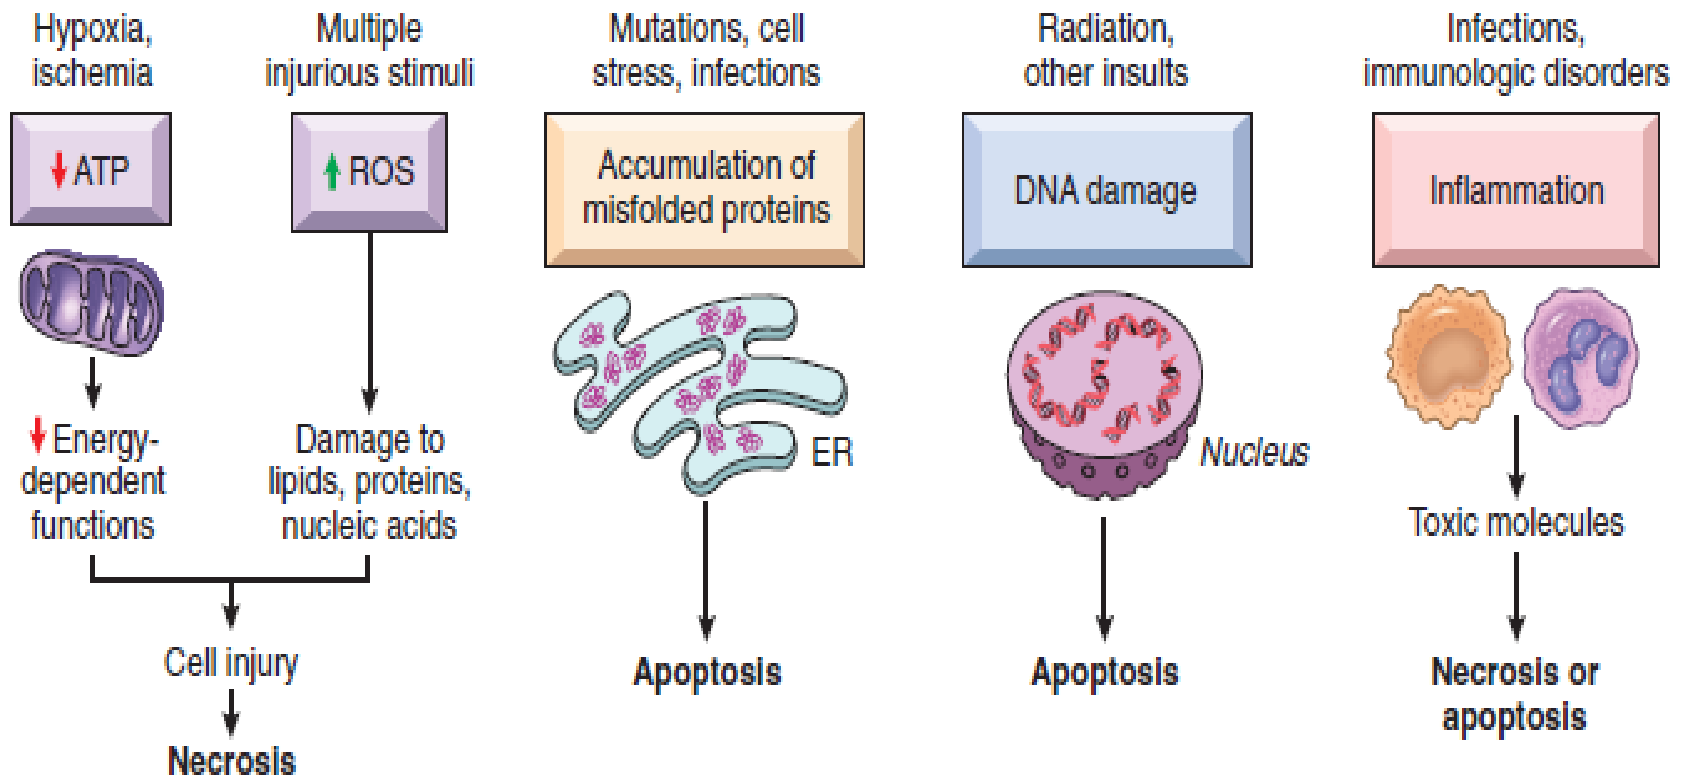 Hypoxia,
ischemia
↓ ATP
↓ Energy-
dependent
functions
Multiple
injurious stimuli
↑ ROS
Damage to
lipids, proteins,
nucleic acids
Cell injury
Necrosis
Mutations, cell
stress, infections
Accumulation of
misfolded proteins
ER
Apoptosis
Radiation,
other insults
DNA damage
Nucleus
Apoptosis
Infections,
immunologic disorders
Inflammation
Toxic molecules
Necrosis or
apoptosis